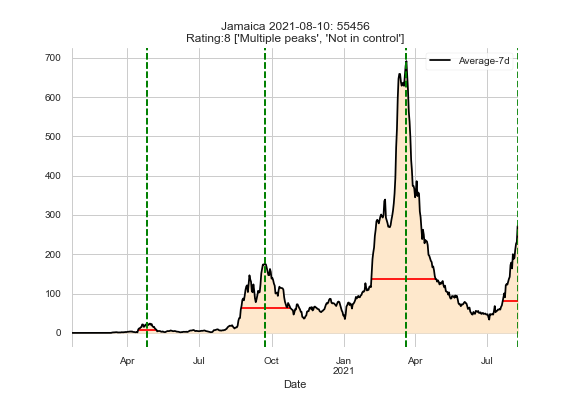 Jamaica 2021-08-10: 55456
Rating:8 ['Multiple peaks', 'Not in control']
700
600
500
400
300
200
100
0
Average-7d
Apr
Jul
Oct
Jan
2021
Apr
Jul
Date